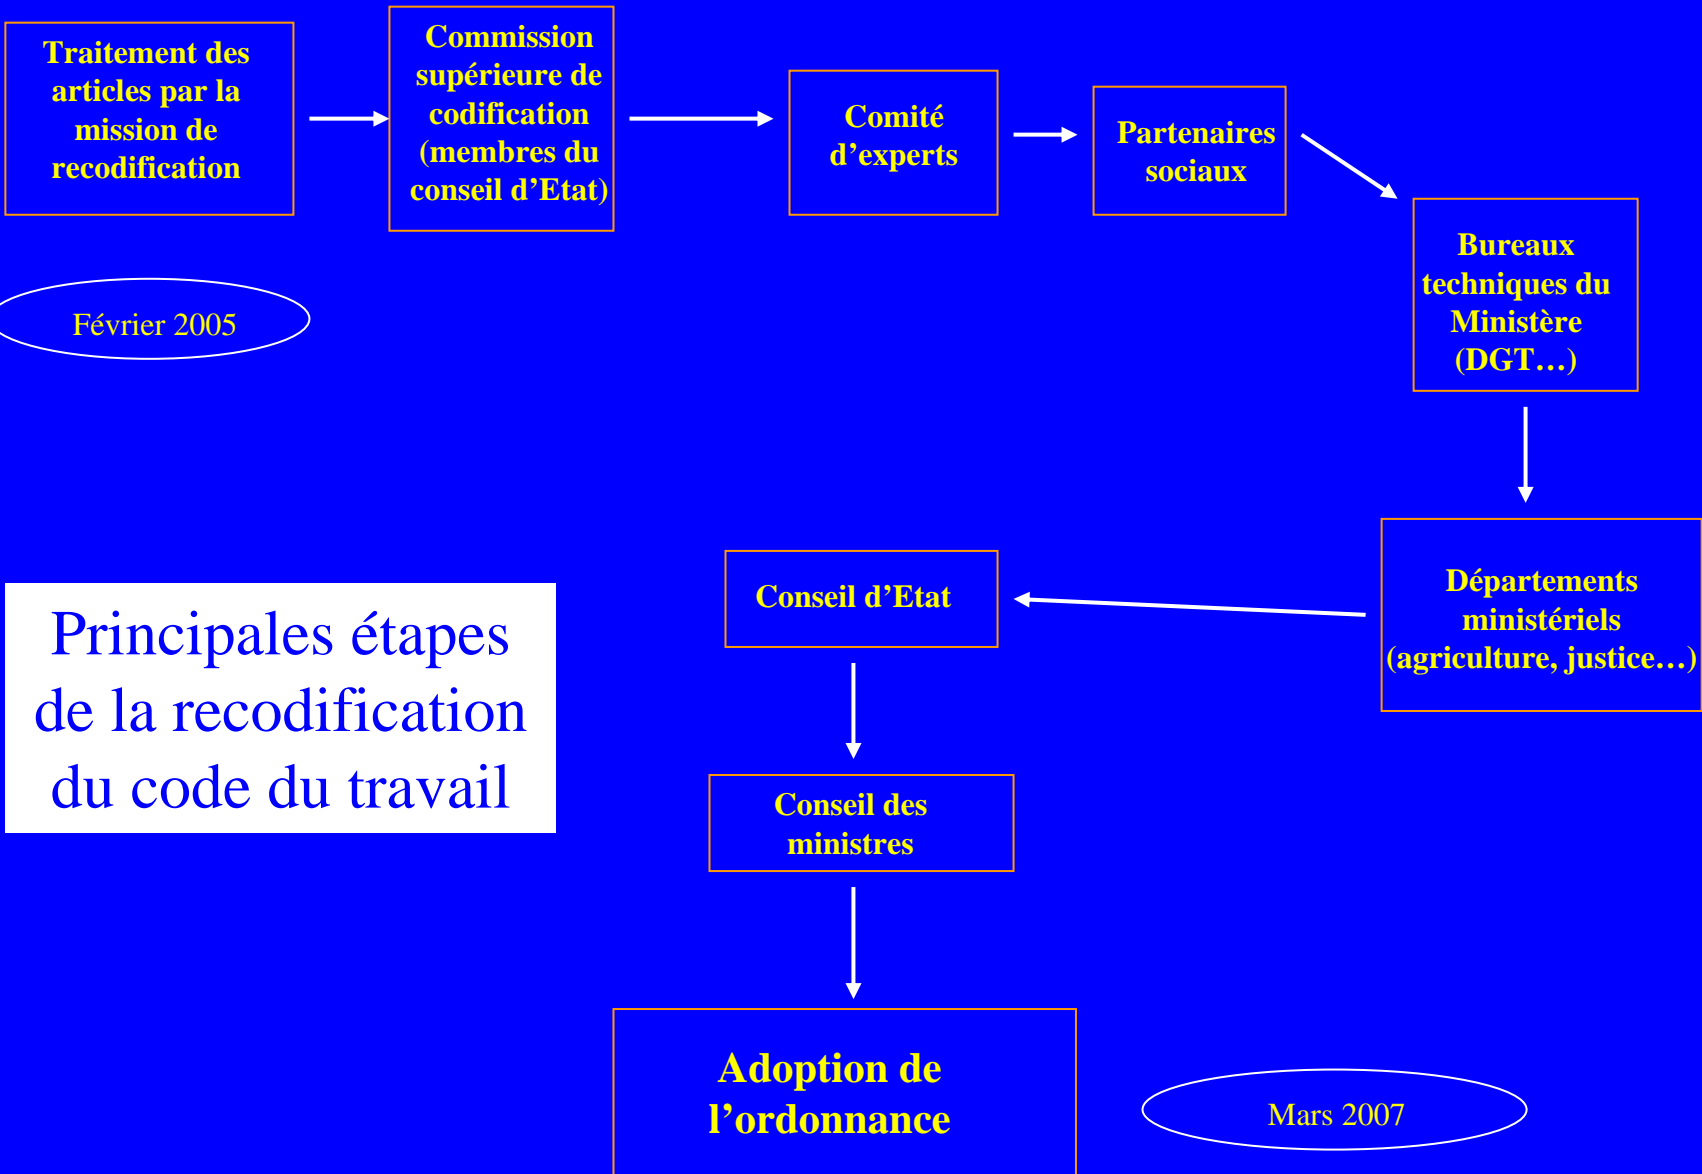 Traitement des
articles par la
mission de
recodification
Commission
supérieure de
codification
(membres du
conseil d’Etat)
Comité
d’experts
Partenaires
sociaux
Bureaux
techniques du
Ministère
(DGT…)
Février 2005
Départements
ministériels
(agriculture, justice…)
Conseil d’Etat
Principales étapes
de la recodification
du code du travail
Conseil des
ministres
Adoption de
l’ordonnance
Mars 2007